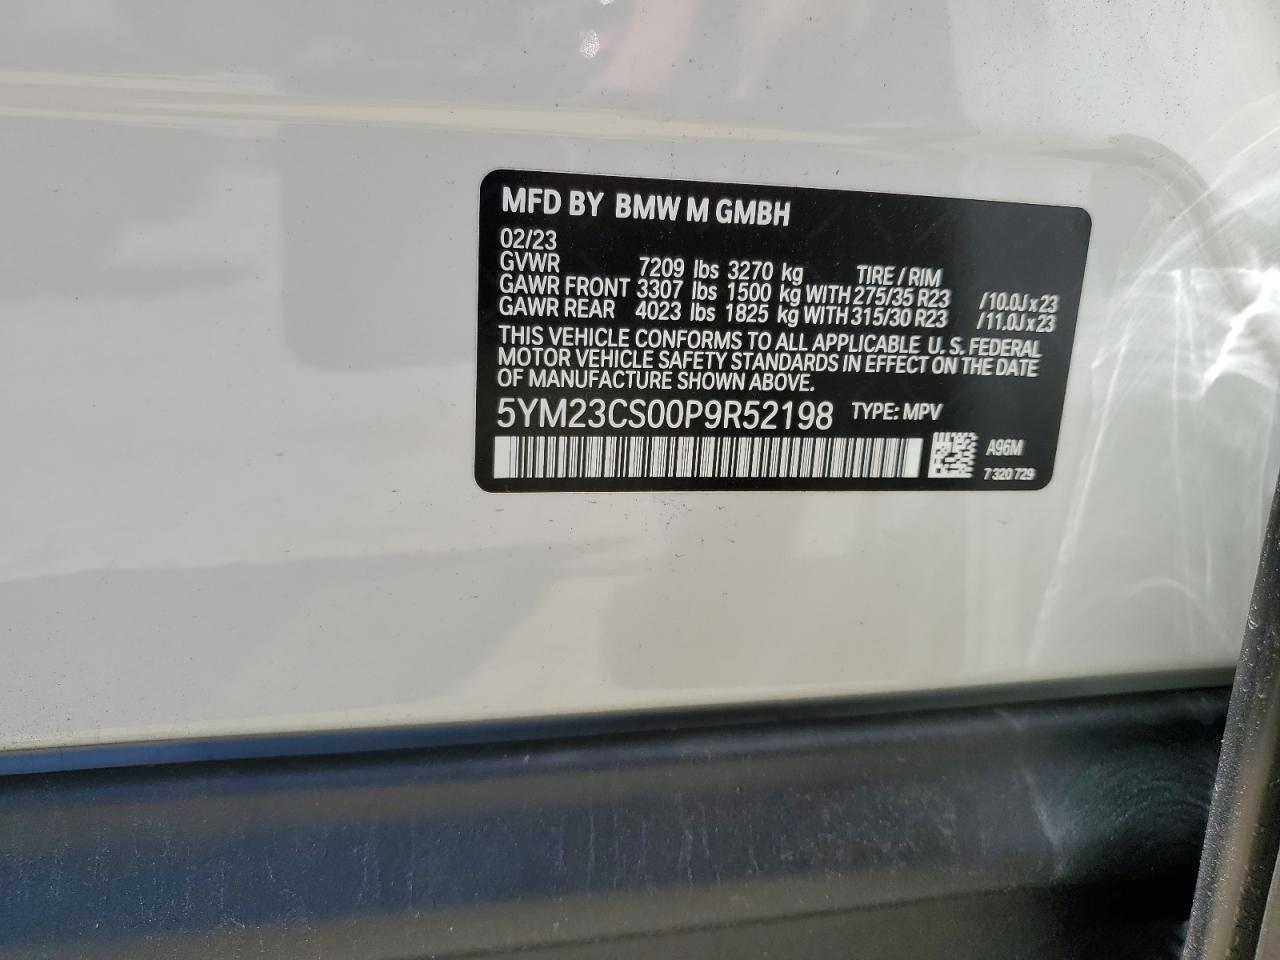 MFD BY BMW M GMBH
02/23
GVWR 7209 lbs 3270 kg TIRE / RIM
GAWR FRONT 3307 lbs 1500 kg WITH 275/35 R23 /10.0J x 23
GAWR REAR 4023 lbs 1825 kg WITH 315/30 R23 /11.0J x 23
THIS VEHICLE CONFORMS TO ALL APPLICABLE U.S. FEDERAL
MOTOR VEHICLE SAFETY STANDARDS IN EFFECT ON THE DATE
OF MANUFACTURE SHOWN ABOVE.
5YM23CS00P9R52198 TYPE: MPV
A96M
7 320 729